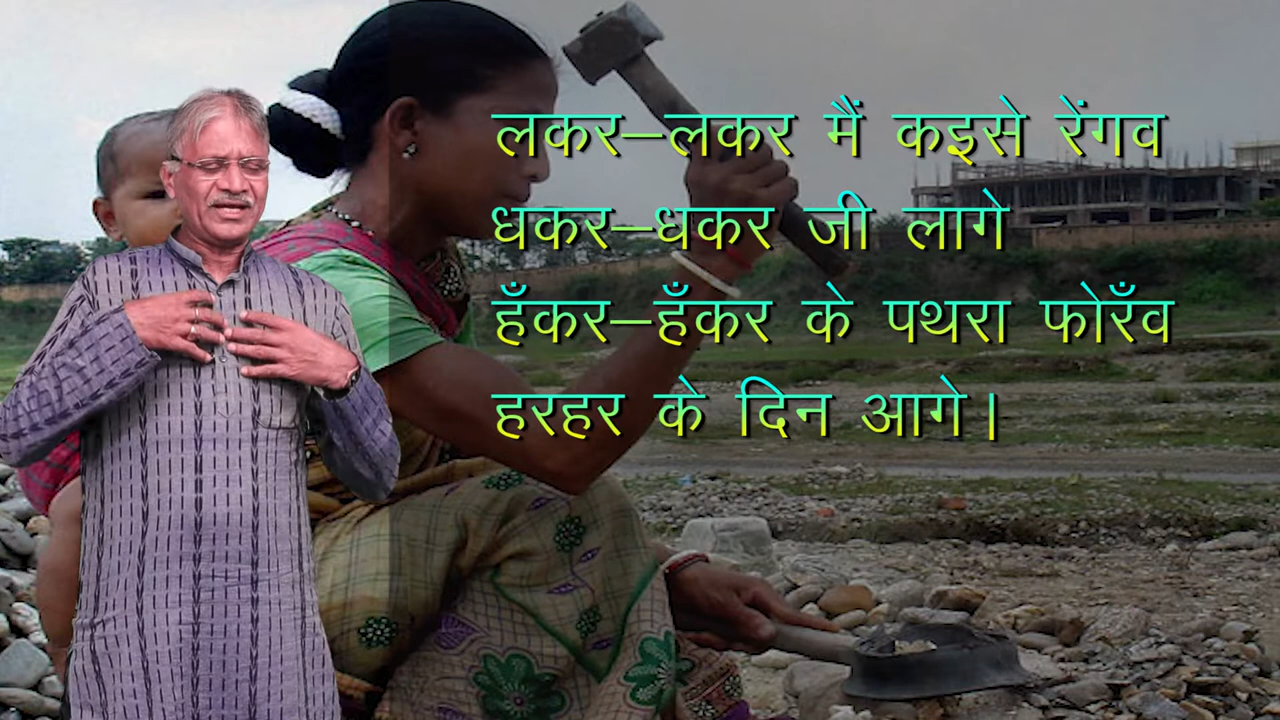 लकर–लकर मैं कइसे रेंगव
धकर–धकर जी लागे
हँकर–हँकर के पथरा फोरँव
हरहर के दिन आगे।